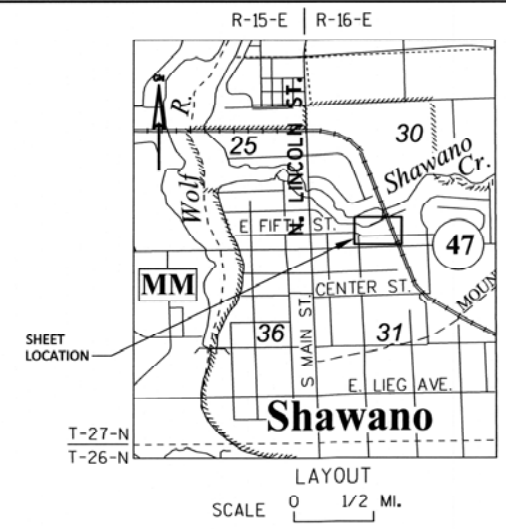 R-15-E R-16-E
N. LINCOLN ST.
Wolf R.
25
30
Shawano Cr.
E FIFTH ST.
47
MM
CENTER ST.
MOUN
SHEET LOCATION
36
S MAIN ST.
31
E. LIEG AVE.
Shawano
T-27-N
T-26-N
LAYOUT
SCALE 0 1/2 MI.